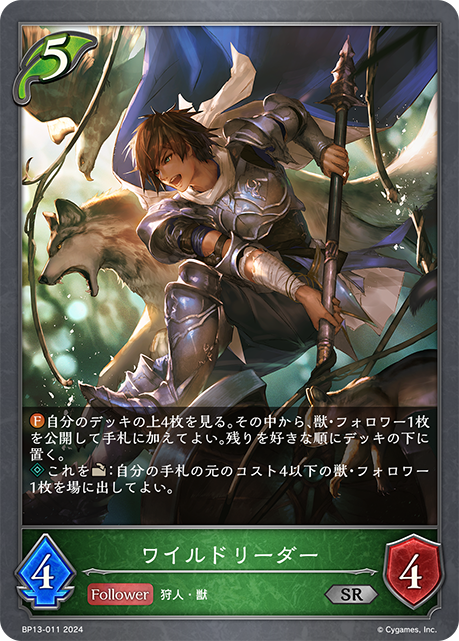 5
F 自分のデッキの上4枚を見る。その中から、獣・フォロワー1枚
を公開して手札に加えてよい。残りを好きな順にデッキの下に
置く。
これを:自分の手札の元のコスト4以下の獣・フォロワー
1枚を場に出してよい。
ワイルドリーダー
4
Follower 狩人・獣
SR
4
BP13-011 2024
© Cygames, Inc.